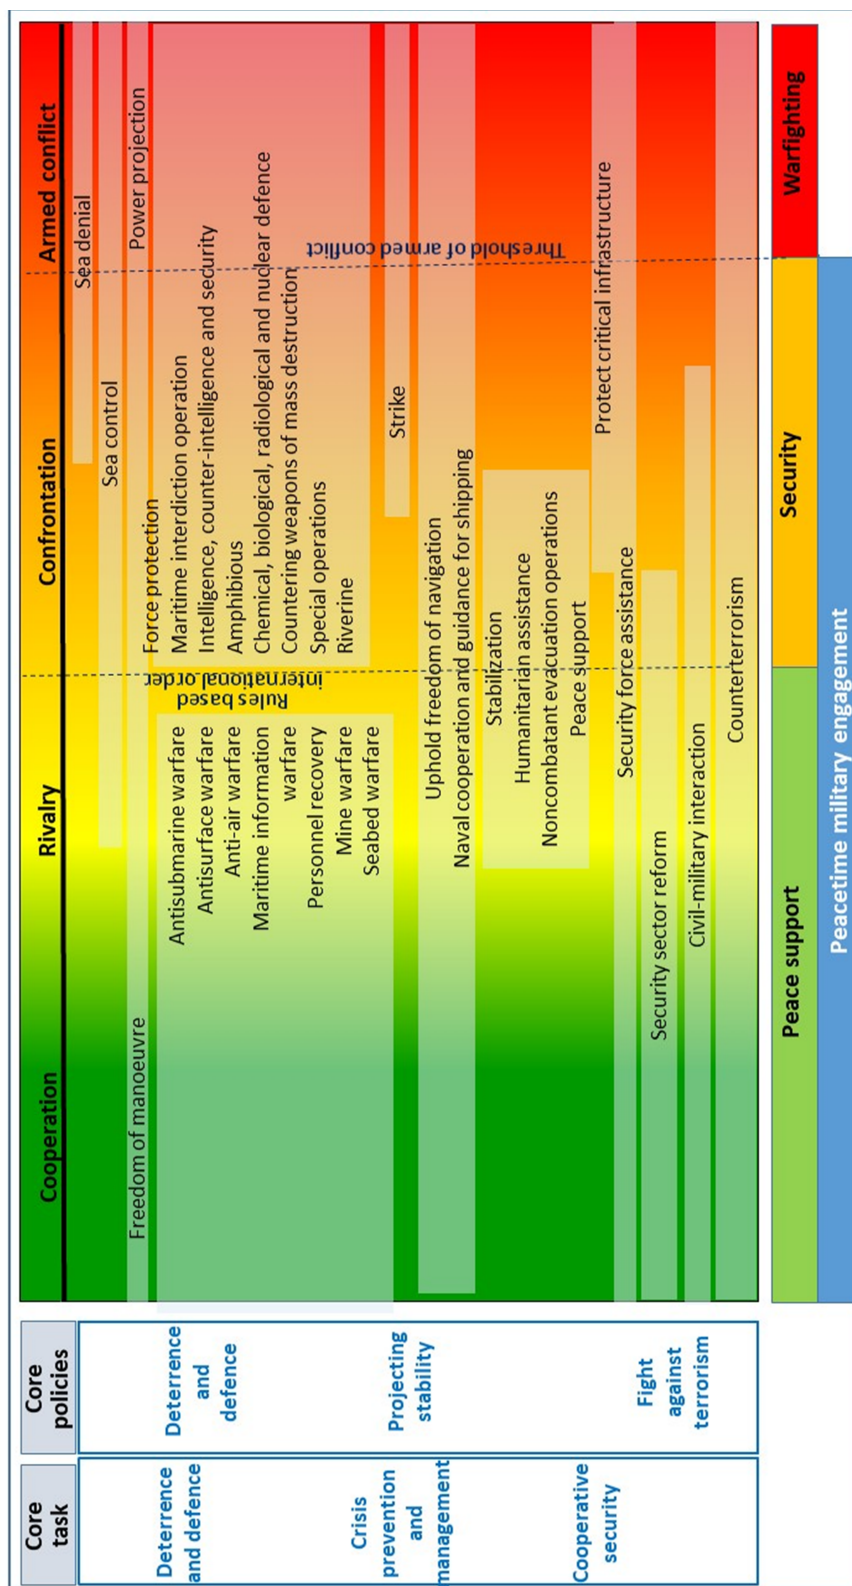 Core
task
Core
policies
Cooperation
Rivalry
Confrontation
Armed conflict
Deterrence
and defence
Crisis
prevention
and
management
Cooperative
security
Deterrence
and
defence
Projecting
stability
Fight
against
terrorism
Sea denial
Sea control
Freedom of manoeuvre
Power projection
Antisubmarine warfare
Antisurface warfare
Anti-air warfare
Maritime information
warfare
Personnel recovery
Mine warfare
Seabed warfare
Rules based
international order
Force protection
Maritime interdiction operation
Intelligence, counter-intelligence and security
Amphibious
Chemical, biological, radiological and nuclear defence
Countering weapons of mass destruction
Special operations
Riverine
Threshold of armed conflict
Strike
Uphold freedom of navigation
Naval cooperation and guidance for shipping
Stabilization
Humanitarian assistance
Noncombatant evacuation operations
Peace support
Protect critical infrastructure
Security force assistance
Security sector reform
Civil-military interaction
Counterterrorism
Peace support
Security
Warfighting
Peacetime military engagement